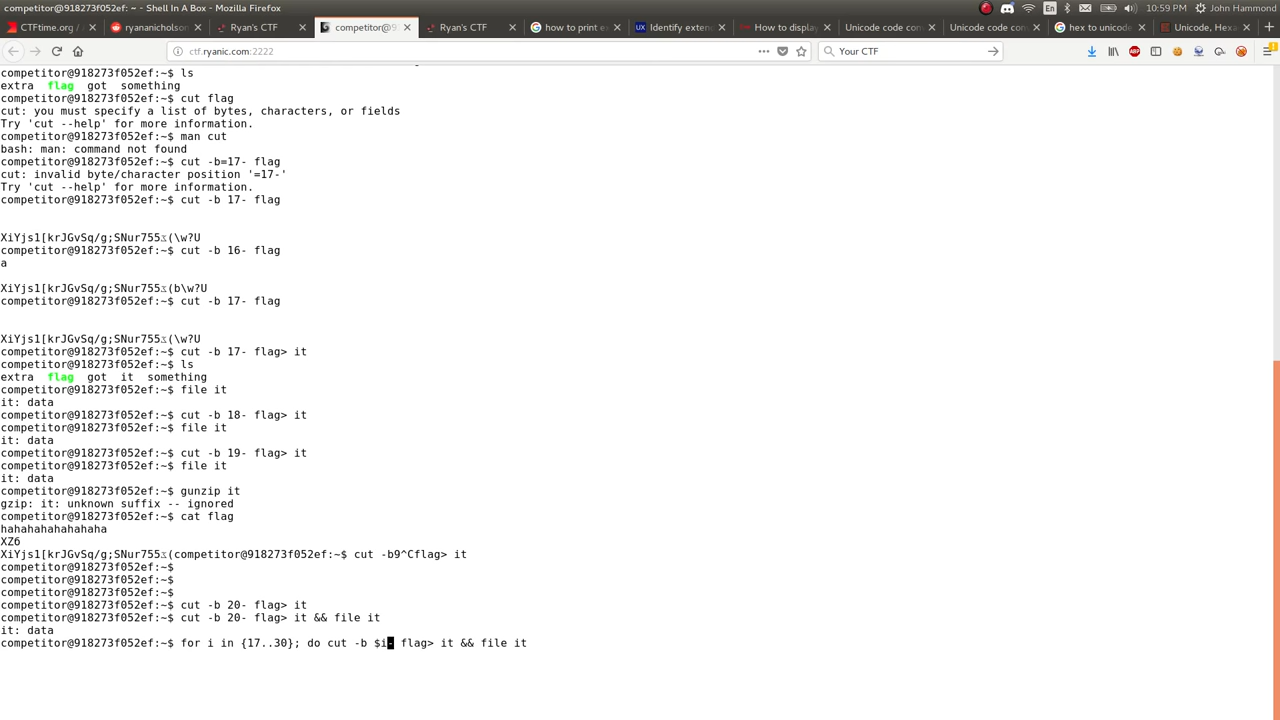 competitor@918273f052ef: ~ - Shell In A Box - Mozilla Firefox
En
10:59 PM
John Hammond
CTFtime.org /
ryananicholson
Ryan's CTF
competitor@9
Ryan's CTF
how to print ex
Identify extend
How to display
Unicode code con
Unicode code con
hex to unicode
Unicode, Hexa
ctf.ryanic.com:2222
Your CTF
competitor@918273f052ef:~$ ls
extra flag got something
competitor@918273f052ef:~$ cut flag
cut: you must specify a list of bytes, characters, or fields
Try 'cut --help' for more information.
competitor@918273f052ef:~$ man cut
bash: man: command not found
competitor@918273f052ef:~$ cut -b=17- flag
cut: invalid byte/character position '=17-'
Try 'cut --help' for more information.
competitor@918273f052ef:~$ cut -b 17- flag
XiYjs1[krJGvSq/g;SNur755⁒(\w?U
competitor@918273f052ef:~$ cut -b 16- flag
a
XiYjs1[krJGvSq/g;SNur755(b\w?U
competitor@918273f052ef:~$ cut -b 17- flag
XiYjs1[krJGvSq/g;SNur755(\w?U
competitor@918273f052ef:~$ cut -b 17- flag> it
competitor@918273f052ef:~$ ls
extra flag got it something
competitor@918273f052ef:~$ file it
it: data
competitor@918273f052ef:~$ cut -b 18- flag> it
competitor@918273f052ef:~$ file it
it: data
competitor@918273f052ef:~$ cut -b 19- flag> it
competitor@918273f052ef:~$ file it
it: data
competitor@918273f052ef:~$ gunzip it
gzip: it: unknown suffix -- ignored
competitor@918273f052ef:~$ cat flag
hahahahahahahaha
XZ6
XiYjs1[krJGvSq/g;SNur755(competitor@918273f052ef:~$ cut -b9^Cflag> it
competitor@918273f052ef:~$
competitor@918273f052ef:~$
competitor@918273f052ef:~$
competitor@918273f052ef:~$ cut -b 20- flag> it
competitor@918273f052ef:~$ cut -b 20- flag> it && file it
it: data
competitor@918273f052ef:~$ for i in {17..30}; do cut -b $i- flag> it && file it